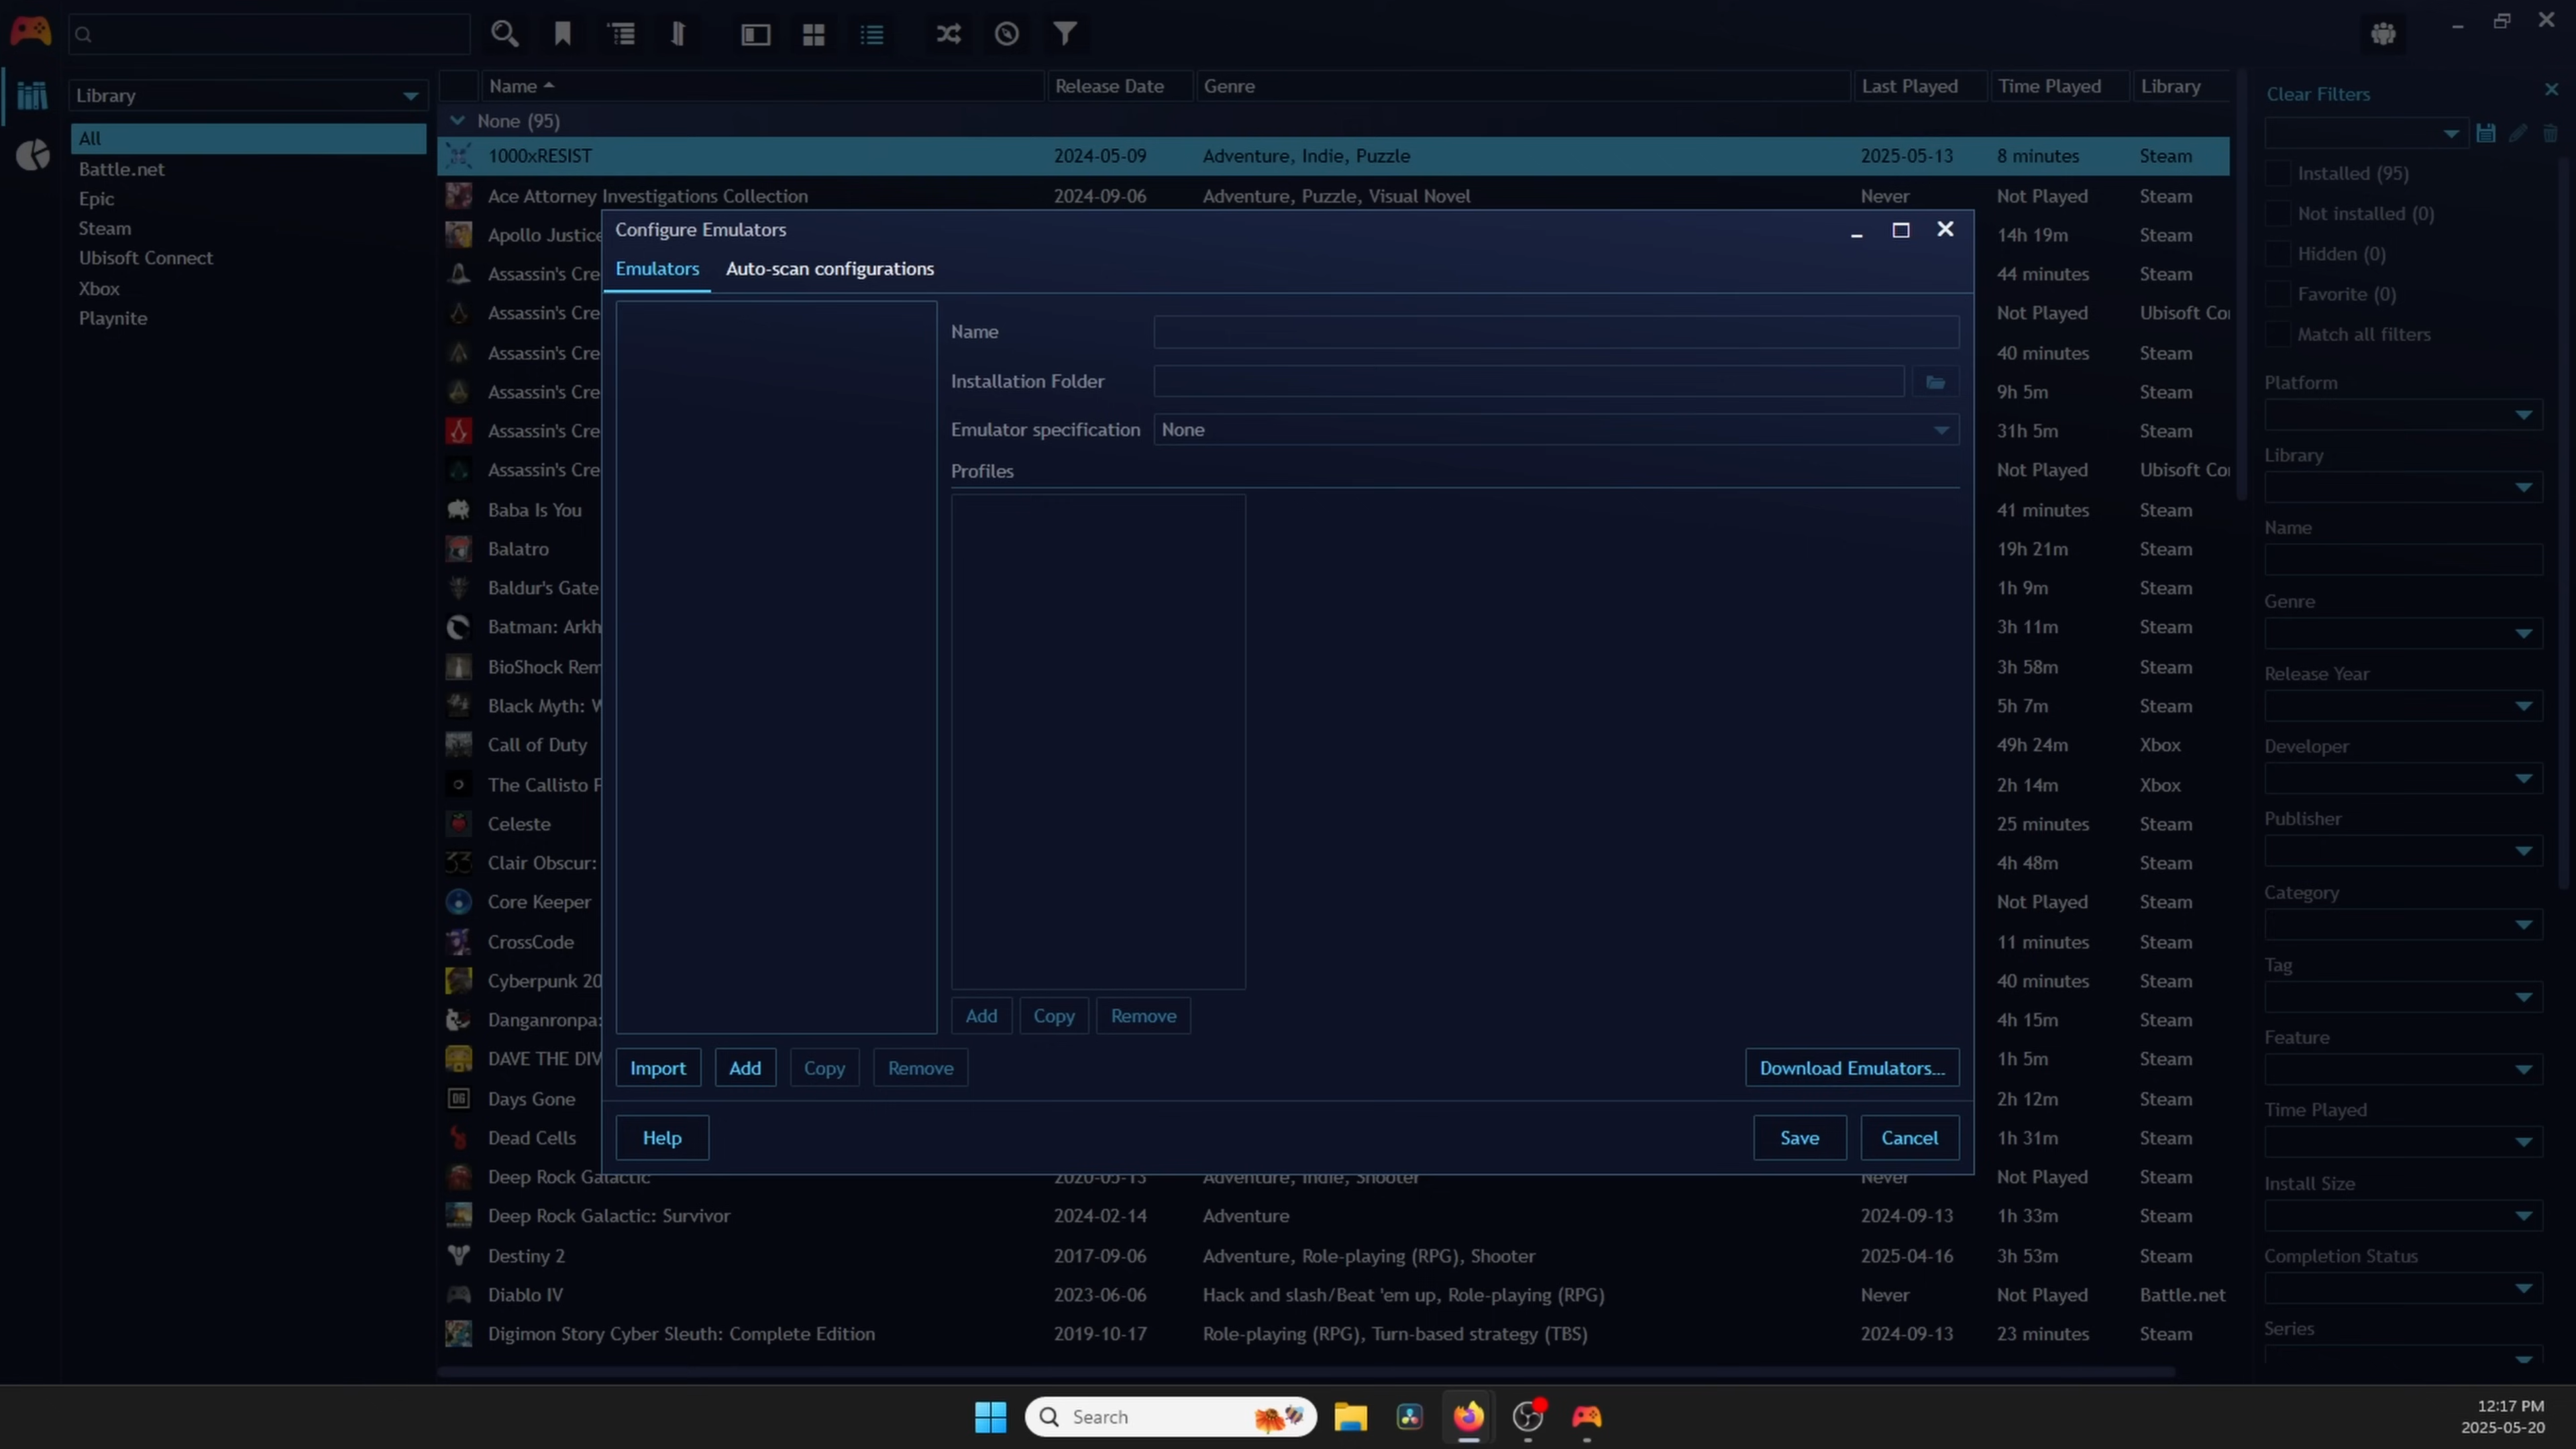 Library
All
Battle.net
Epic
Steam
Ubisoft Connect
Xbox
Playnite
Name Release Date Genre Last Played Time Played Library
None (95)
1000xRESIST 2024-05-09 Adventure, Indie, Puzzle 2025-05-13 8 minutes Steam
Ace Attorney Investigations Collection 2024-09-06 Adventure, Puzzle, Visual Novel Never Not Played Steam
Apollo Justice 14h 19m Steam
Assassin's Cre 44 minutes Steam
Assassin's Cre Not Played Ubisoft Co
Assassin's Cre 40 minutes Steam
Assassin's Cre 9h 5m Steam
Assassin's Cre 31h 5m Steam
Assassin's Cre Not Played Ubisoft Co
Baba Is You 41 minutes Steam
Balatro 19h 21m Steam
Baldur's Gate 1h 9m Steam
Batman: Arkh 3h 11m Steam
BioShock Rem 3h 58m Steam
Black Myth: W 5h 7m Steam
Call of Duty 49h 24m Xbox
The Callisto P 2h 14m Xbox
Celeste 25 minutes Steam
Clair Obscur: 4h 48m Steam
Core Keeper Not Played Steam
CrossCode 11 minutes Steam
Cyberpunk 20 40 minutes Steam
Danganronpa: 4h 15m Steam
DAVE THE DIV 1h 5m Steam
Days Gone 2h 12m Steam
Dead Cells 1h 31m Steam
Deep Rock Galactic 2020-05-13 Adventure, Indie, Shooter Never Not Played Steam
Deep Rock Galactic: Survivor 2024-02-14 Adventure 2024-09-13 1h 33m Steam
Destiny 2 2017-09-06 Adventure, Role-playing (RPG), Shooter 2025-04-16 3h 53m Steam
Diablo IV 2023-06-06 Hack and slash/Beat 'em up, Role-playing (RPG) Never Not Played Battle.net
Digimon Story Cyber Sleuth: Complete Edition 2019-10-17 Role-playing (RPG), Turn-based strategy (TBS) 2024-09-13 23 minutes Steam
Configure Emulators
Emulators Auto-scan configurations
Name
Installation Folder
Emulator specification None
Profiles
Add Copy Remove
Import Add Copy Remove Download Emulators...
Help Save Cancel
Clear Filters
Installed (95)
Not installed (0)
Hidden (0)
Favorite (0)
Match all filters
Platform
Library
Name
Genre
Release Year
Developer
Publisher
Category
Tag
Feature
Time Played
Install Size
Completion Status
Series
Search
12:17 PM
2025-05-20